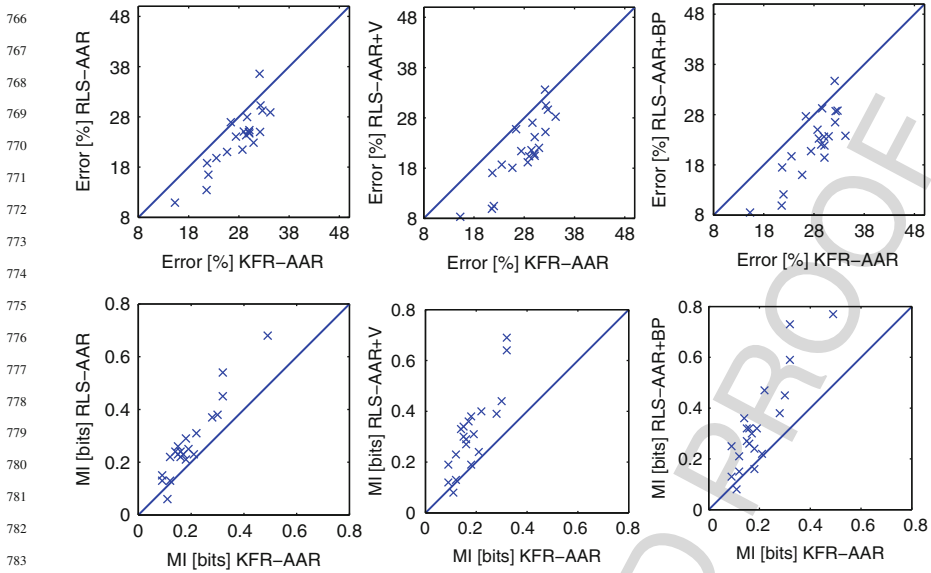 766
767
768
769
770
771
772
773
774
775
776
777
778
779
780
781
782
783
Error [%] RLS−AAR
48
38
28
18
8
8 18 28 38 48
Error [%] KFR−AAR
Error [%] RLS−AAR+V
48
38
28
18
8
8 18 28 38 48
Error [%] KFR−AAR
Error [%] RLS−AAR+BP
48
38
28
18
8
8 18 28 38 48
Error [%] KFR−AAR
MI [bits] RLS−AAR
0.8
0.6
0.4
0.2
0
0 0.2 0.4 0.6 0.8
MI [bits] KFR−AAR
MI [bits] RLS−AAR+V
0.8
0.6
0.4
0.2
0
0 0.2 0.4 0.6 0.8
MI [bits] KFR−AAR
MI [bits] RLS−AAR+BP
0.8
0.6
0.4
0.2
0
0 0.2 0.4 0.6 0.8
MI [bits] KFR−AAR
D PROOF